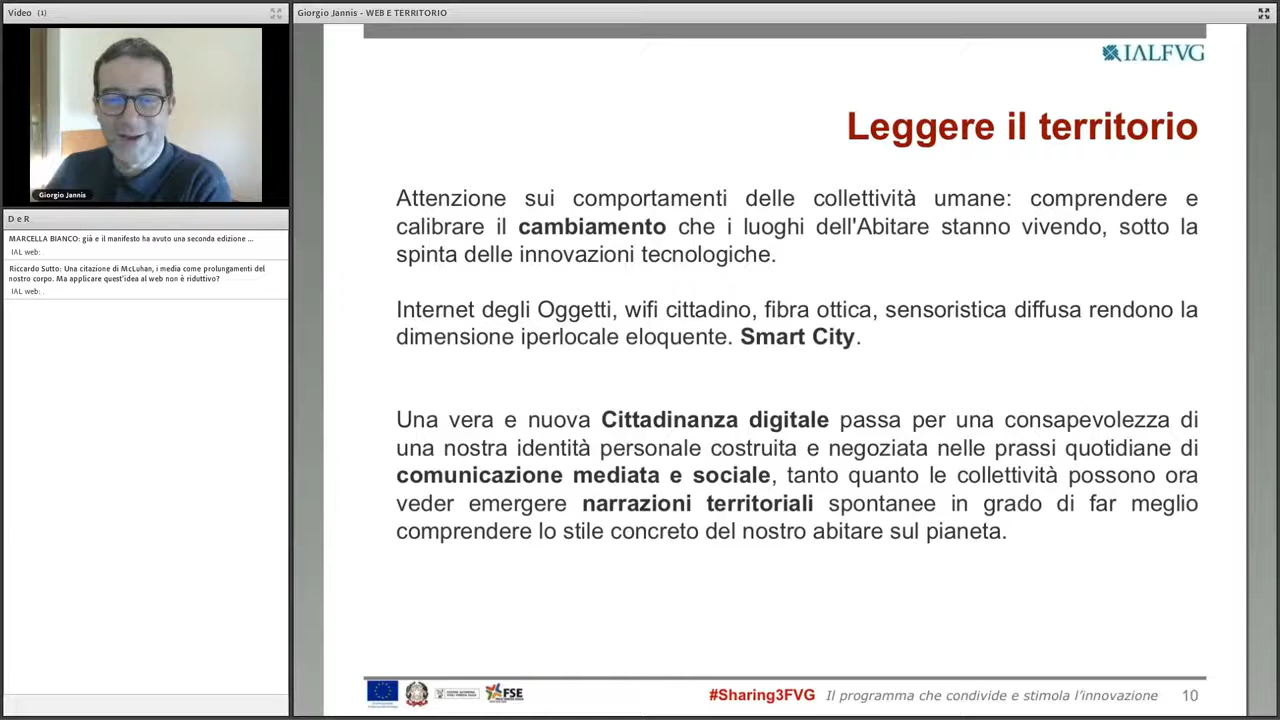 Video (1)
Giorgio Jannis - WEB E TERRITORIO
Giorgio Jannis
D e R
MARCELLA BIANCO: già e il manifesto ha avuto una seconda edizione ...
IAL web: .
Riccardo Sutto: Una citazione di McLuhan, i media come prolungamenti del
nostro corpo. Ma applicare quest'idea al web non è riduttivo?
IAL web: .
IALFVG
Leggere il territorio
Attenzione sui comportamenti delle collettività umane: comprendere e
calibrare il cambiamento che i luoghi dell'Abitare stanno vivendo, sotto la
spinta delle innovazioni tecnologiche.
Internet degli Oggetti, wifi cittadino, fibra ottica, sensoristica diffusa rendono la
dimensione iperlocale eloquente. Smart City.
Una vera e nuova Cittadinanza digitale passa per una consapevolezza di
una nostra identità personale costruita e negoziata nelle prassi quotidiane di
comunicazione mediata e sociale, tanto quanto le collettività possono ora
veder emergere narrazioni territoriali spontanee in grado di far meglio
comprendere lo stile concreto del nostro abitare sul pianeta.
FSE
#Sharing3FVG Il programma che condivide e stimola l'innovazione 10